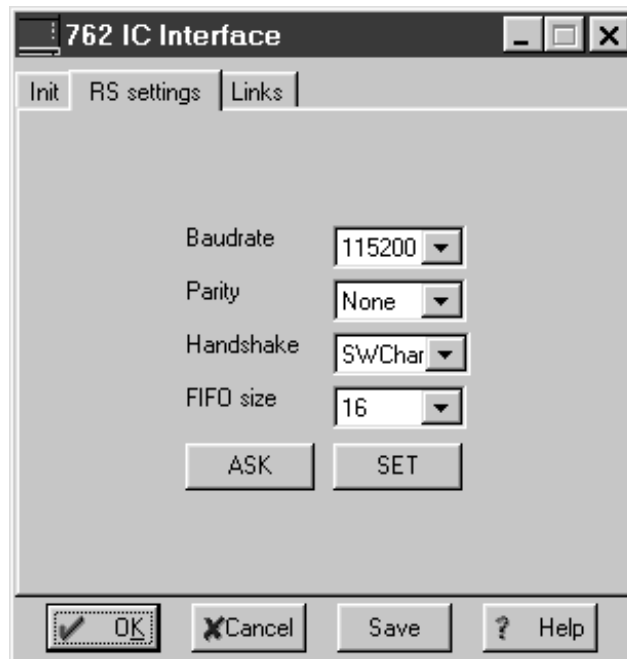 762 IC Interface
Init RS settings Links
Baudrate 115200
Parity None
Handshake SWChar
FIFO size 16
ASK SET
OK Cancel Save ? Help